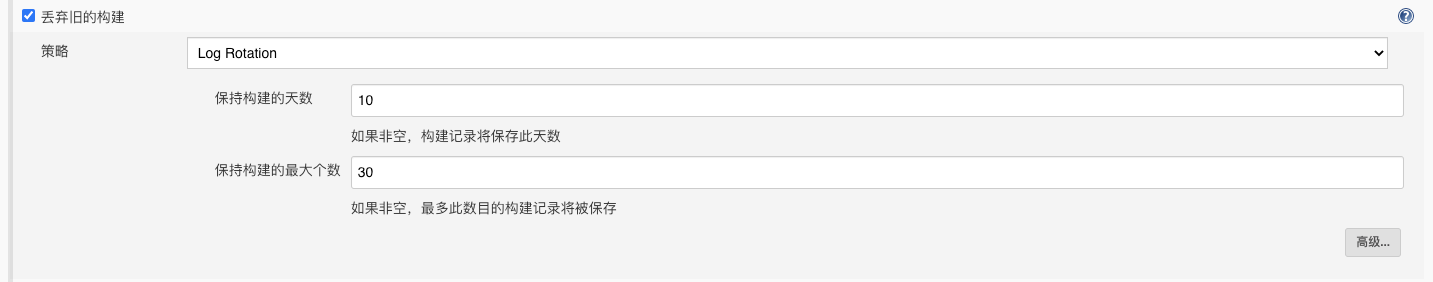 丢弃旧的构建
?
策略
Log Rotation
保持构建的天数
10
如果非空，构建记录将保存此天数
保持构建的最大个数
30
如果非空，最多此数目的构建记录将被保存
高级...